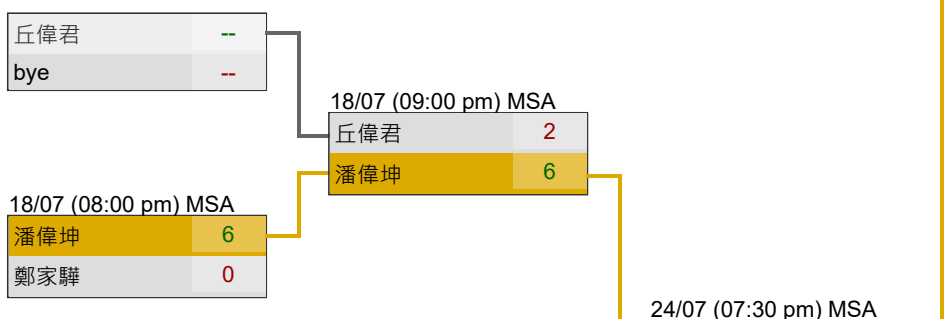 丘偉君 --
bye --
18/07 (09:00 pm) MSA
丘偉君 2
潘偉坤 6
18/07 (08:00 pm) MSA
潘偉坤 6
鄭家驊 0
24/07 (07:30 pm) MSA